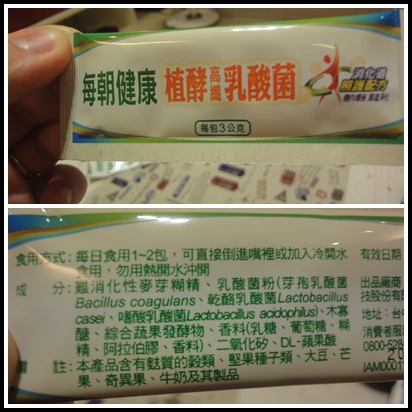 每朝健康 植酵高纖乳酸菌
消化道
照護配方
每包3公克
食用方式：每日食用1~2包，可直接倒進嘴裡或加入冷開水
食用，勿用熱開水沖開
成　分：難消化性麥芽糊精、乳酸菌粉(芽孢乳酸菌
Bacillus coagulans、乾酪乳酸菌Lactobacillus
casei、嗜酸乳酸菌Lactobacillus acidophilus)、木寡
醣、綜合蔬果發酵物、香料(乳糖、葡萄糖、糊
精、阿拉伯膠、香料)、二氧化矽、DL-蘋果酸
註：本產品含有麩質的穀類、堅果種子類、大豆、芒
果、奇異果、牛奶及其製品
有效日期
出品廠商
技股份有
地址：台
消費者服
0800-528
IAM00011